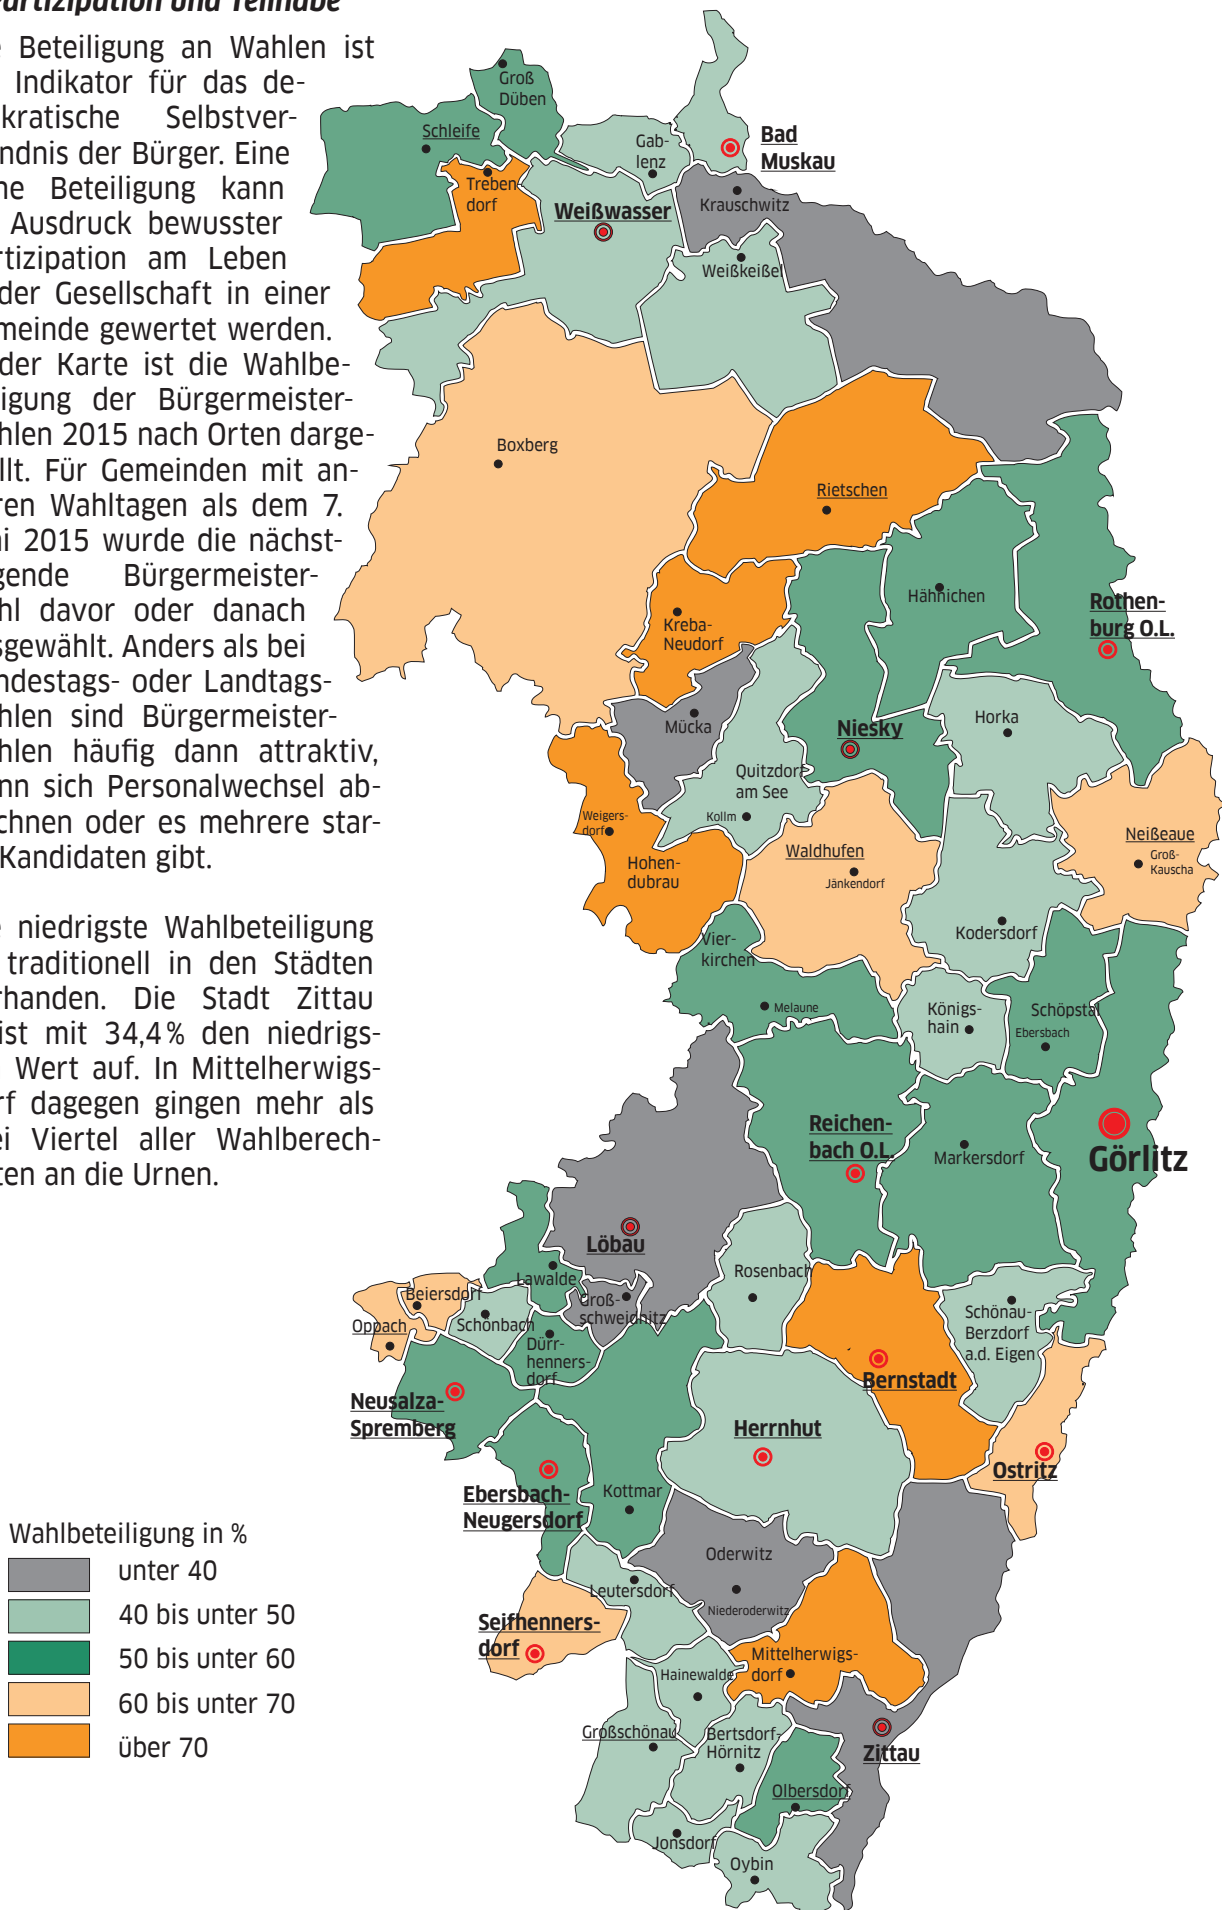 artizipation und Teilhabe
e Beteiligung an Wahlen ist
Indikator für das de-
kratische Selbstver-
ndnis der Bürger. Eine
ne Beteiligung kann
Ausdruck bewusster
rtizipation am Leben
der Gesellschaft in einer
meinde gewertet werden.
der Karte ist die Wahlbe-
igung der Bürgermeister-
hlen 2015 nach Orten darge-
llt. Für Gemeinden mit an-
ren Wahltagen als dem 7.
ni 2015 wurde die nächst-
gende Bürgermeister-
hl davor oder danach
sgewählt. Anders als bei
ndestags- oder Landtags-
hlen sind Bürgermeister-
hlen häufig dann attraktiv,
nn sich Personalwechsel ab-
chnen oder es mehrere star-
Kandidaten gibt.
e niedrigste Wahlbeteiligung
traditionell in den Städten
rhanden. Die Stadt Zittau
ist mit 34,4 % den niedrigs-
Wert auf. In Mittelherwigs-
rf dagegen gingen mehr als
ei Viertel aller Wahlberech-
ten an die Urnen.
Groß
Düben
Schleife
Gab-
lenz
Bad
Muskau
Treben-
dorf
Weißwasser
Krauschwitz
Weißkeißel
Boxberg
Rietschen
Hähnichen
Rothen-
burg O.L.
Kreba-
Neudorf
Mücka
Niesky
Horka
Quitzdorf
am See
Kollm
Weigers-
dorf
Hohen-
dubrau
Waldhufen
Jänkendorf
Neißeaue
Groß-
Kauscha
Kodersdorf
Vier-
kirchen
Melaune
Königs-
hain
Schöpstal
Ebersbach
Reichen-
bach O.L.
Markersdorf
Görlitz
Löbau
Lawalde
Groß-
schweidnitz
Rosenbach
Beiersdorf
Oppach
Schönbach
Dürr-
henners-
dorf
Schönau-
Berzdorf
a.d. Eigen
Bernstadt
Neusalza-
Spremberg
Herrnhut
Ostritz
Ebersbach-
Neugersdorf
Kottmar
Oderwitz
Niederoderwitz
Leutersdorf
Seifhenners-
dorf
Mittelherwigs-
dorf
Hainewalde
Großschönau
Bertsdorf-
Hörnitz
Zittau
Olbersdorf
Jonsdorf
Oybin
Wahlbeteiligung in %
unter 40
40 bis unter 50
50 bis unter 60
60 bis unter 70
über 70